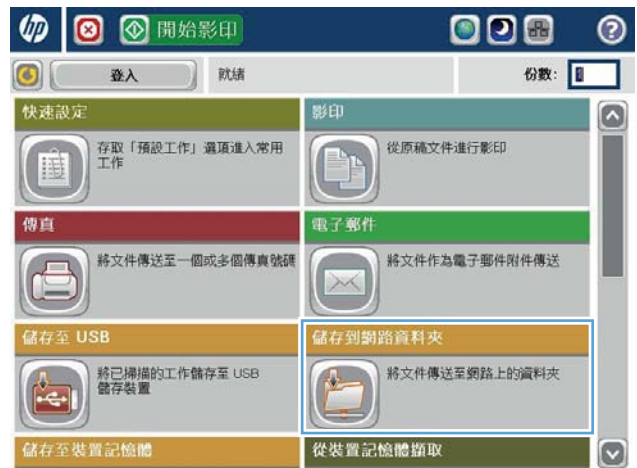 hp
開始影印
?
登入
就緒
份數: 1
快速設定
存取「預設工作」選項進入常用
工作
影印
從原稿文件進行影印
傳真
將文件傳送至一個或多個傳真號碼
電子郵件
將文件作為電子郵件附件傳送
儲存至 USB
將已掃描的工作儲存至 USB
儲存裝置
儲存到網路資料夾
將文件傳送至網路上的資料夾
儲存至裝置記憶體
從裝置記憶體擷取